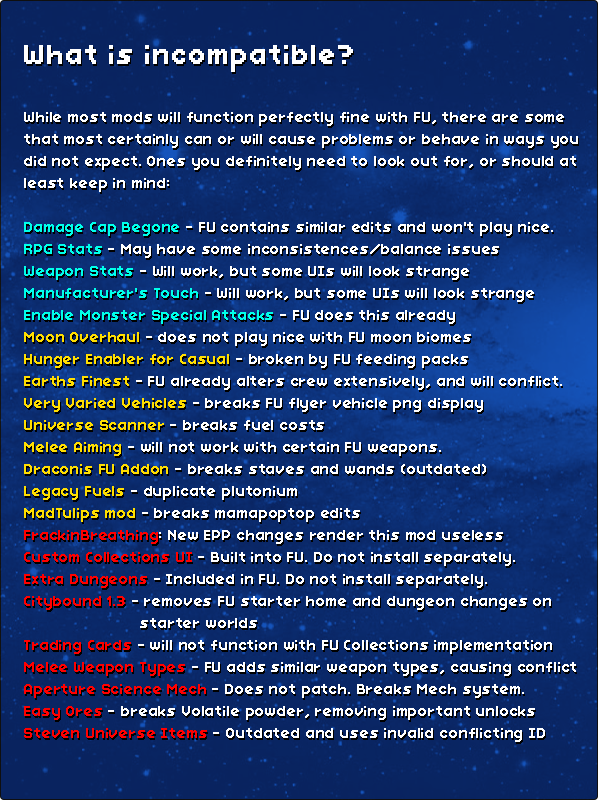 What is incompatible?
While most mods will function perfectly fine with FU, there are some
that most certainly can or will cause problems or behave in ways you
did not expect. Ones you definitely need to look out for, or should at
least keep in mind:
Damage Cap Begone - FU contains similar edits and won't play nice.
RPG Stats - May have some inconsistences/balance issues
Weapon Stats - Will work, but some UIs will look strange
Manufacturer's Touch - Will work, but some UIs will look strange
Enable Monster Special Attacks - FU does this already
Moon Overhaul - does not play nice with FU moon biomes
Hunger Enabler for Casual - broken by FU feeding packs
Earths Finest - FU already alters crew extensively, and will conflict.
Very Varied Vehicles - breaks FU flyer vehicle png display
Universe Scanner - breaks fuel costs
Melee Aiming - will not work with certain FU weapons.
Draconis FU Addon - breaks staves and wands (outdated)
Legacy Fuels - duplicate plutonium
MadTulips mod - breaks mamapoptop edits
FrackinBreathing: New EPP changes render this mod useless
Custom Collections UI - Built into FU. Do not install separately.
Extra Dungeons - Included in FU. Do not install separately.
Citybound 1.3 - removes FU starter home and dungeon changes on
starter worlds
Trading Cards - will not function with FU Collections implementation
Melee Weapon Types - FU adds similar weapon types, causing conflict
Aperture Science Mech - Does not patch. Breaks Mech system.
Easy Ores - breaks Volatile powder, removing important unlocks
Steven Universe Items - Outdated and uses invalid conflicting ID